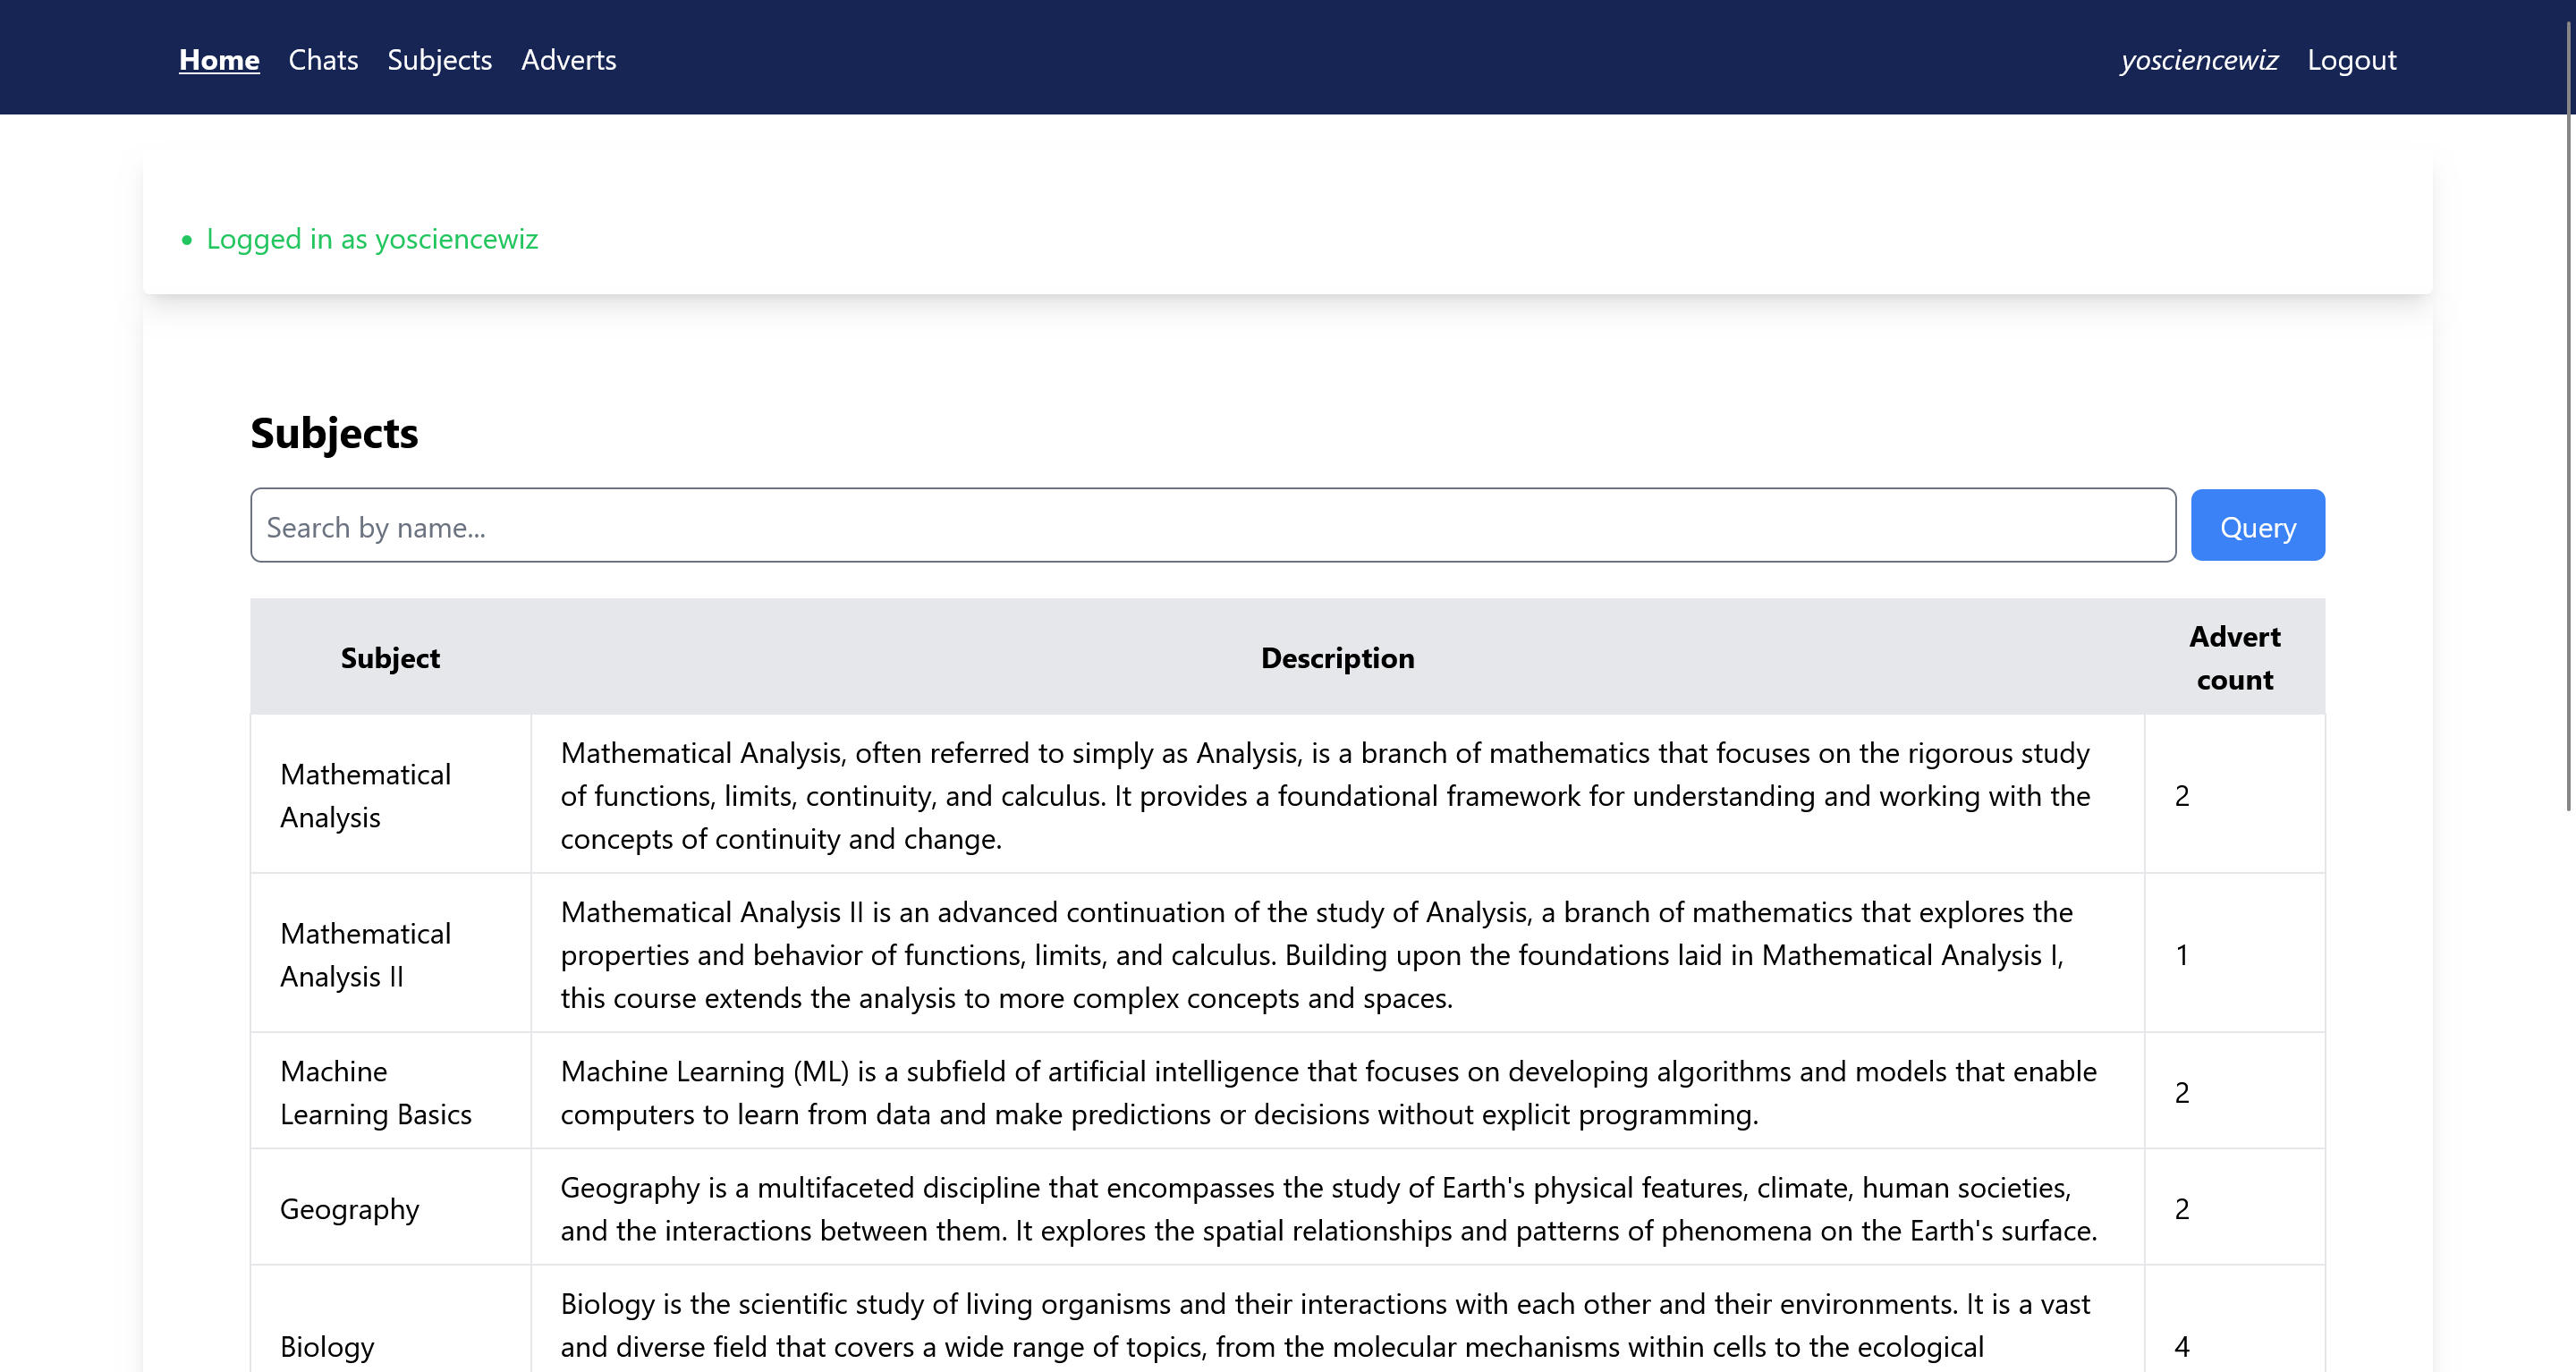 Home Chats Subjects Adverts yosciencewiz Logout
Logged in as yosciencewiz
Subjects
Search by name... Query
Subject Description Advert count
Mathematical Analysis
Mathematical Analysis, often referred to simply as Analysis, is a branch of mathematics that focuses on the rigorous study
of functions, limits, continuity, and calculus. It provides a foundational framework for understanding and working with the
concepts of continuity and change.
2
Mathematical Analysis II
Mathematical Analysis II is an advanced continuation of the study of Analysis, a branch of mathematics that explores the
properties and behavior of functions, limits, and calculus. Building upon the foundations laid in Mathematical Analysis I,
this course extends the analysis to more complex concepts and spaces.
1
Machine Learning Basics
Machine Learning (ML) is a subfield of artificial intelligence that focuses on developing algorithms and models that enable
computers to learn from data and make predictions or decisions without explicit programming.
2
Geography
Geography is a multifaceted discipline that encompasses the study of Earth's physical features, climate, human societies,
and the interactions between them. It explores the spatial relationships and patterns of phenomena on the Earth's surface.
2
Biology
Biology is the scientific study of living organisms and their interactions with each other and their environments. It is a vast
and diverse field that covers a wide range of topics, from the molecular mechanisms within cells to the ecological
4